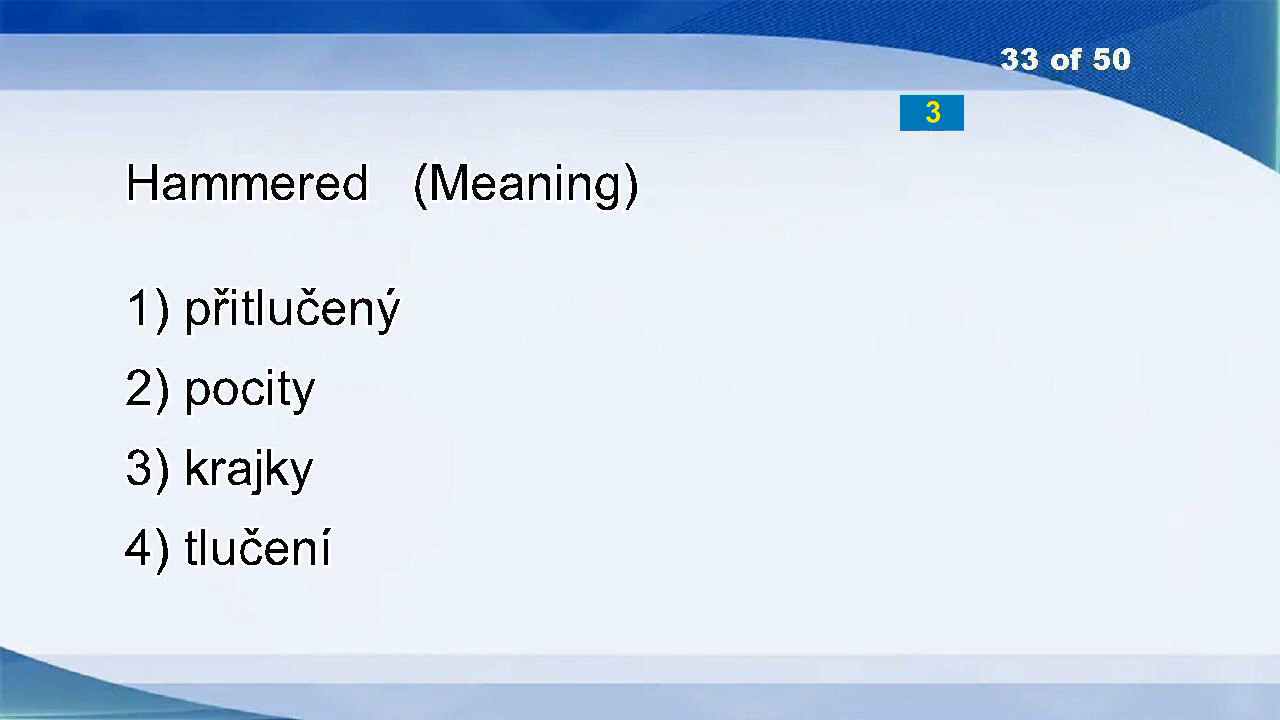 33 of 50
3
Hammered (Meaning)
1) přitlučený
2) pocity
3) krajky
4) tlučení